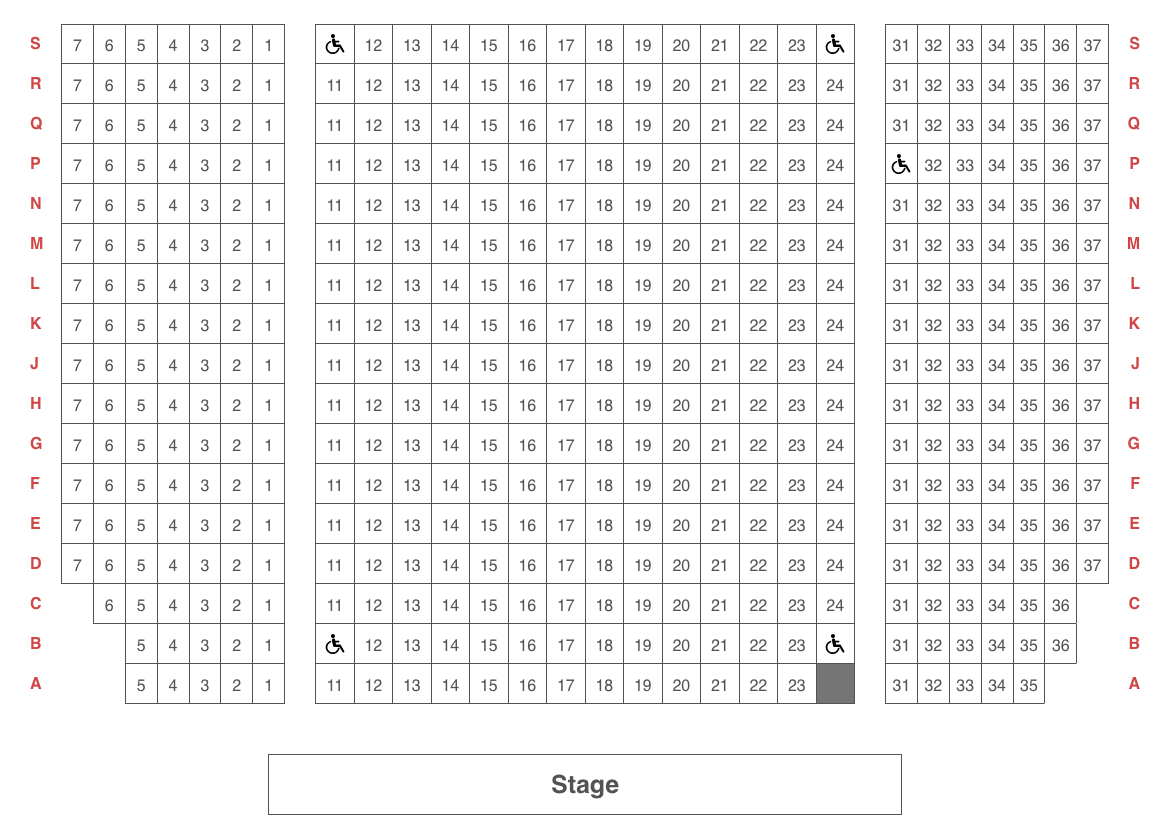 S 7 6 5 4 3 2 1 12 13 14 15 16 17 18 19 20 21 22 23 31 32 33 34 35 36 37 S
R 7 6 5 4 3 2 1 11 12 13 14 15 16 17 18 19 20 21 22 23 24 31 32 33 34 35 36 37 R
Q 7 6 5 4 3 2 1 11 12 13 14 15 16 17 18 19 20 21 22 23 24 31 32 33 34 35 36 37 Q
P 7 6 5 4 3 2 1 11 12 13 14 15 16 17 18 19 20 21 22 23 24 32 33 34 35 36 37 P
N 7 6 5 4 3 2 1 11 12 13 14 15 16 17 18 19 20 21 22 23 24 31 32 33 34 35 36 37 N
M 7 6 5 4 3 2 1 11 12 13 14 15 16 17 18 19 20 21 22 23 24 31 32 33 34 35 36 37 M
L 7 6 5 4 3 2 1 11 12 13 14 15 16 17 18 19 20 21 22 23 24 31 32 33 34 35 36 37 L
K 7 6 5 4 3 2 1 11 12 13 14 15 16 17 18 19 20 21 22 23 24 31 32 33 34 35 36 37 K
J 7 6 5 4 3 2 1 11 12 13 14 15 16 17 18 19 20 21 22 23 24 31 32 33 34 35 36 37 J
H 7 6 5 4 3 2 1 11 12 13 14 15 16 17 18 19 20 21 22 23 24 31 32 33 34 35 36 37 H
G 7 6 5 4 3 2 1 11 12 13 14 15 16 17 18 19 20 21 22 23 24 31 32 33 34 35 36 37 G
F 7 6 5 4 3 2 1 11 12 13 14 15 16 17 18 19 20 21 22 23 24 31 32 33 34 35 36 37 F
E 7 6 5 4 3 2 1 11 12 13 14 15 16 17 18 19 20 21 22 23 24 31 32 33 34 35 36 37 E
D 7 6 5 4 3 2 1 11 12 13 14 15 16 17 18 19 20 21 22 23 24 31 32 33 34 35 36 37 D
C 6 5 4 3 2 1 11 12 13 14 15 16 17 18 19 20 21 22 23 24 31 32 33 34 35 36 C
B 5 4 3 2 1 12 13 14 15 16 17 18 19 20 21 22 23 31 32 33 34 35 36 B
A 5 4 3 2 1 11 12 13 14 15 16 17 18 19 20 21 22 23 31 32 33 34 35 A
Stage